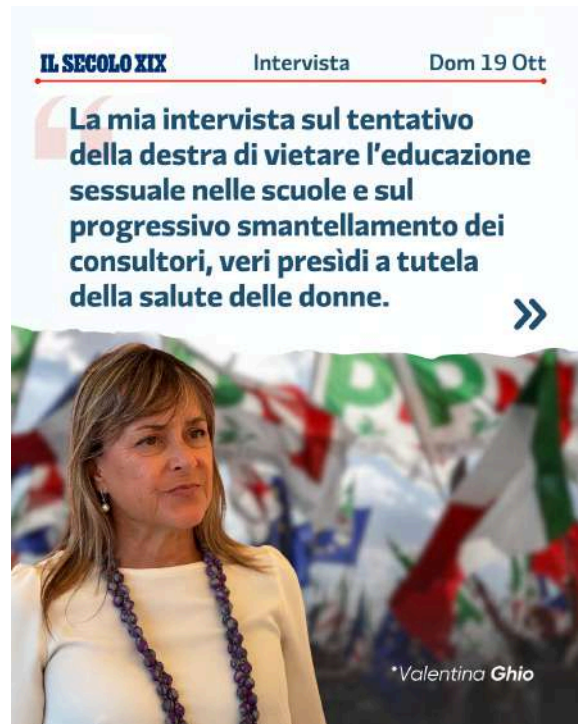 IL SECOLO XIX Intervista Dom 19 Ott
“
La mia intervista sul tentativo
della destra di vietare l’educazione
sessuale nelle scuole e sul
progressivo smantellamento dei
consultori, veri presìdi a tutela
della salute delle donne.
»
PD
*Valentina Ghio